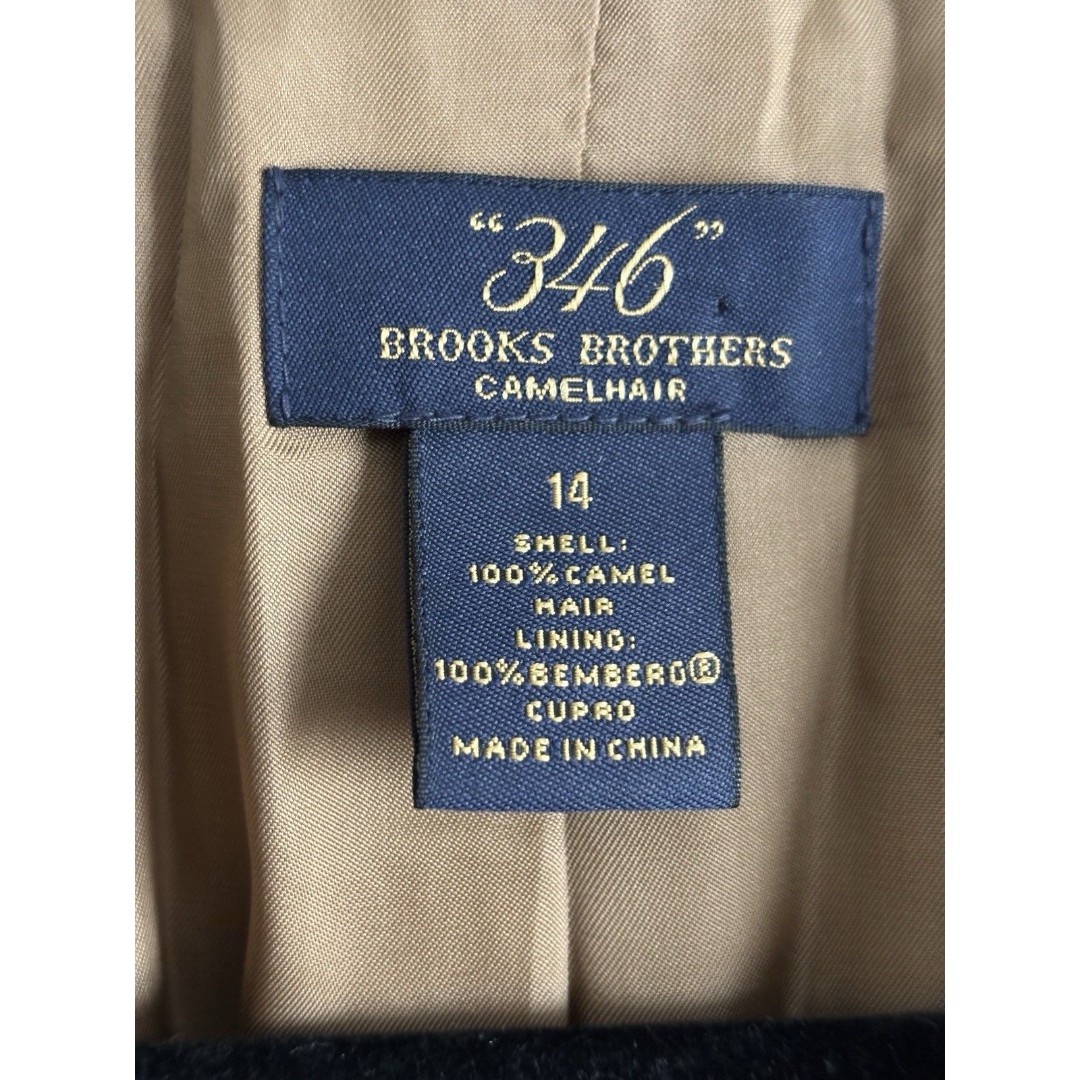 “346”
BROOKS BROTHERS
CAMELHAIR
14
SHELL:
100% CAMEL
HAIR
LINING:
100% BEMBERG®
CUPRO
MADE IN CHINA